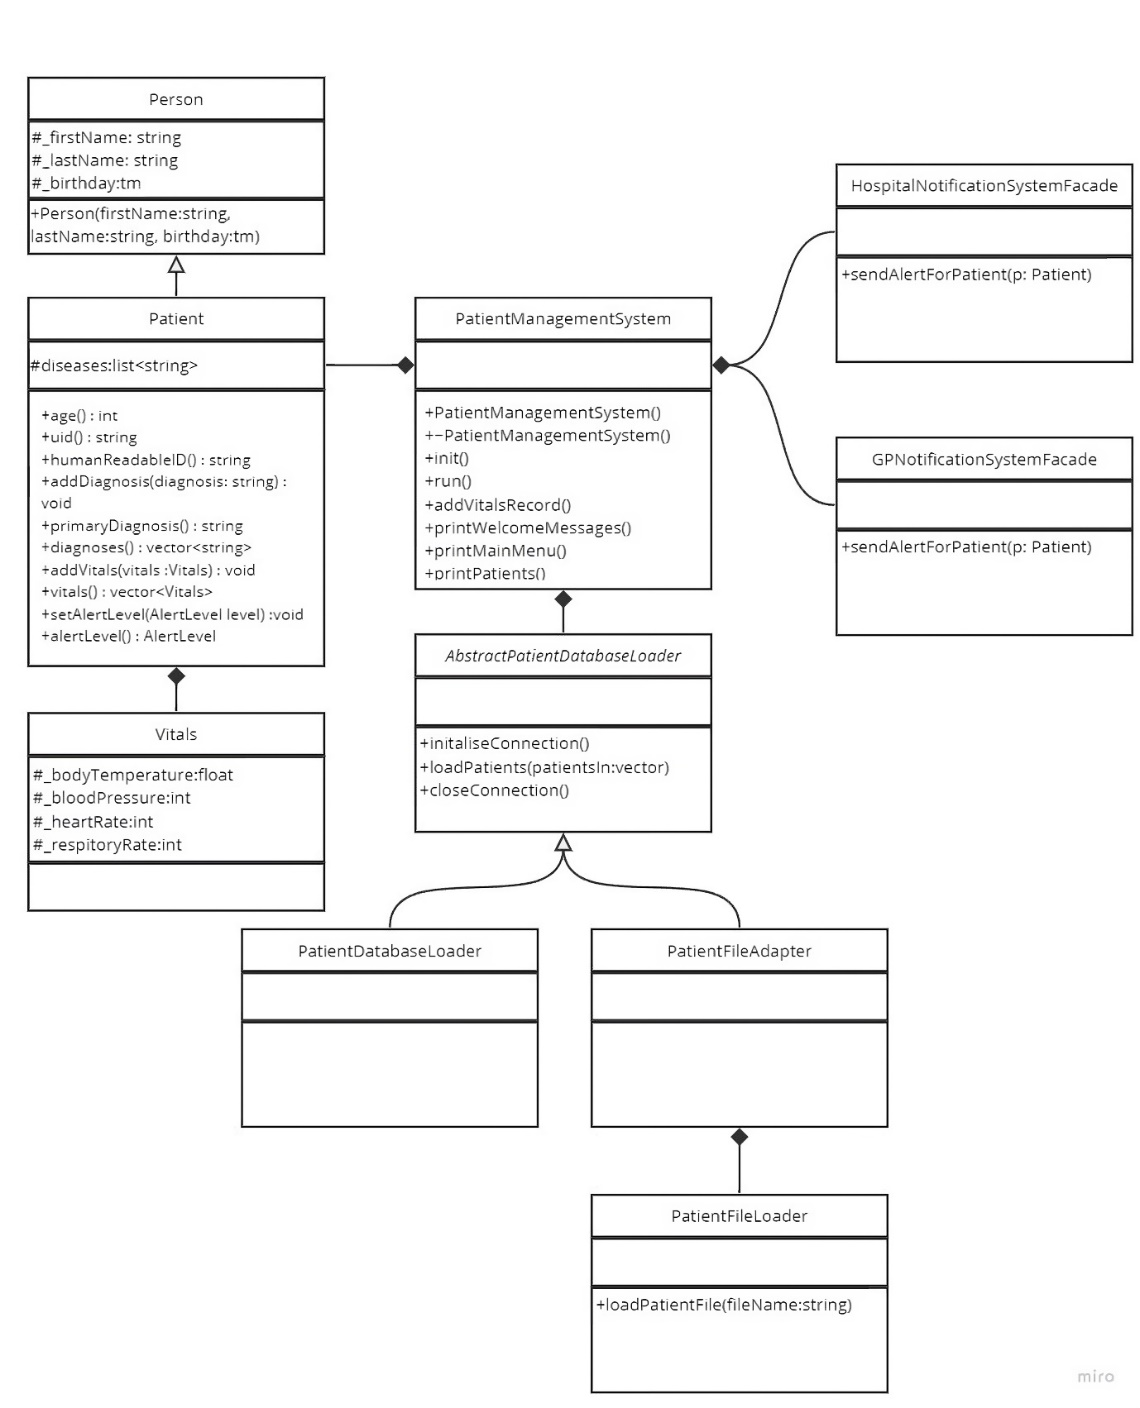 Person
#_firstName: string
#_lastName: string
#_birthday:tm
+Person(firstName:string,
lastName:string, birthday:tm)
HospitalNotificationSystemFacade
+sendAlertForPatient(p: Patient)
Patient
#diseases:list<string>
+age() : int
+uid() : string
+humanReadableID() : string
+addDiagnosis(diagnosis: string) :
void
+primaryDiagnosis() : string
+diagnoses() : vector<string>
+addVitals(vitals :Vitals) : void
+vitals() : vector<Vitals>
+setAlertLevel(AlertLevel level) :void
+alertLevel() : AlertLevel
PatientManagementSystem
+PatientManagementSystem()
+~PatientManagementSystem()
+init()
+run()
+addVitalsRecord()
+printWelcomeMessages()
+printMainMenu()
+printPatients()
GPNotificationSystemFacade
+sendAlertForPatient(p: Patient)
AbstractPatientDatabaseLoader
+initaliseConnection()
+loadPatients(patientsIn:vector)
+closeConnection()
Vitals
#_bodyTemperature:float
#_bloodPressure:int
#_heartRate:int
#_respitoryRate:int
PatientDatabaseLoader
PatientFileAdapter
PatientFileLoader
+loadPatientFile(fileName:string)
miro